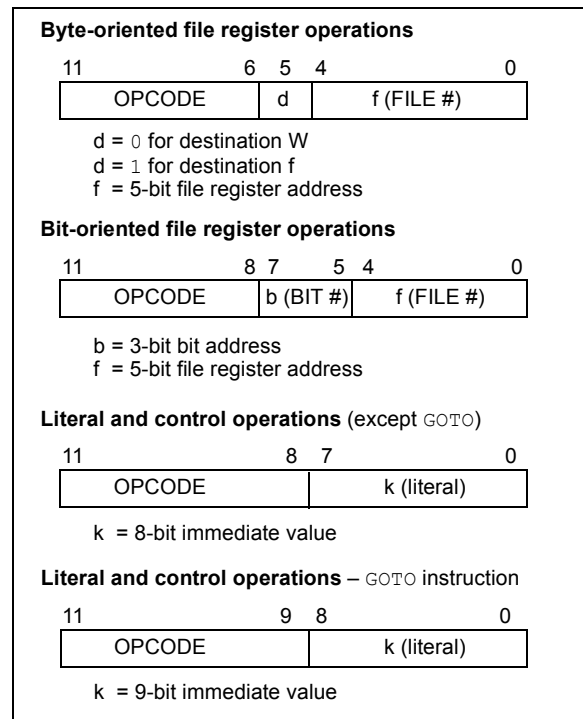 Byte-oriented file register operations
11 6 5 4 0
OPCODE d f (FILE #)
d = 0 for destination W
d = 1 for destination f
f = 5-bit file register address
Bit-oriented file register operations
11 8 7 5 4 0
OPCODE b (BIT #) f (FILE #)
b = 3-bit bit address
f = 5-bit file register address
Literal and control operations (except GOTO)
11 8 7 0
OPCODE k (literal)
k = 8-bit immediate value
Literal and control operations – GOTO instruction
11 9 8 0
OPCODE k (literal)
k = 9-bit immediate value